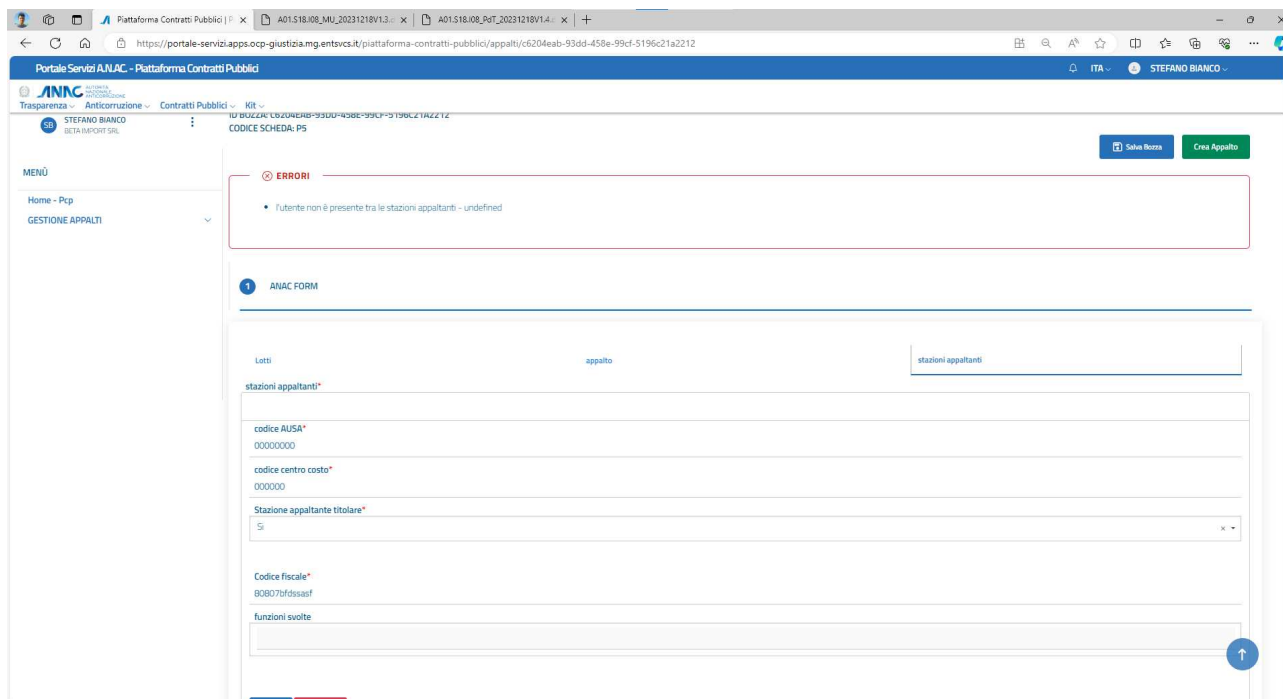 Piattaforma Contratti Pubblici | P
A01.S18.I08_MU_20231218V1.3.
A01.S18.I08_PdT_20231218V1.4.
https://portale-servizi.apps.ocp-giustizia.mg.entsvcs.it/piattaforma-contratti-pubblici/appalti/c6204eab-93dd-458e-99cf-5196c21a2212
Portale Servizi A.N.AC. - Piattaforma Contratti Pubblici
ITA
STEFANO BIANCO
ANAC AUTORITÀ NAZIONALE ANTICORRUZIONE
Trasparenza Anticorruzione Contratti Pubblici Kit
SB STEFANO BIANCO
BETA IMPORT SRL
ID BOZZA: C6204EAB-93DD-458E-99CF-5196C21A2212
CODICE SCHEDA: P5
Salva Bozza Crea Appalto
MENÙ
Home - Pcp
GESTIONE APPALTI
ERRORI
l'utente non è presente tra le stazioni appaltanti - undefined
1 ANAC FORM
Lotti appalto stazioni appaltanti
stazioni appaltanti*
codice AUSA*
00000000
codice centro costo*
000000
Stazione appaltante titolare*
Si
Codice fiscale*
80807bfdssasf
funzioni svolte